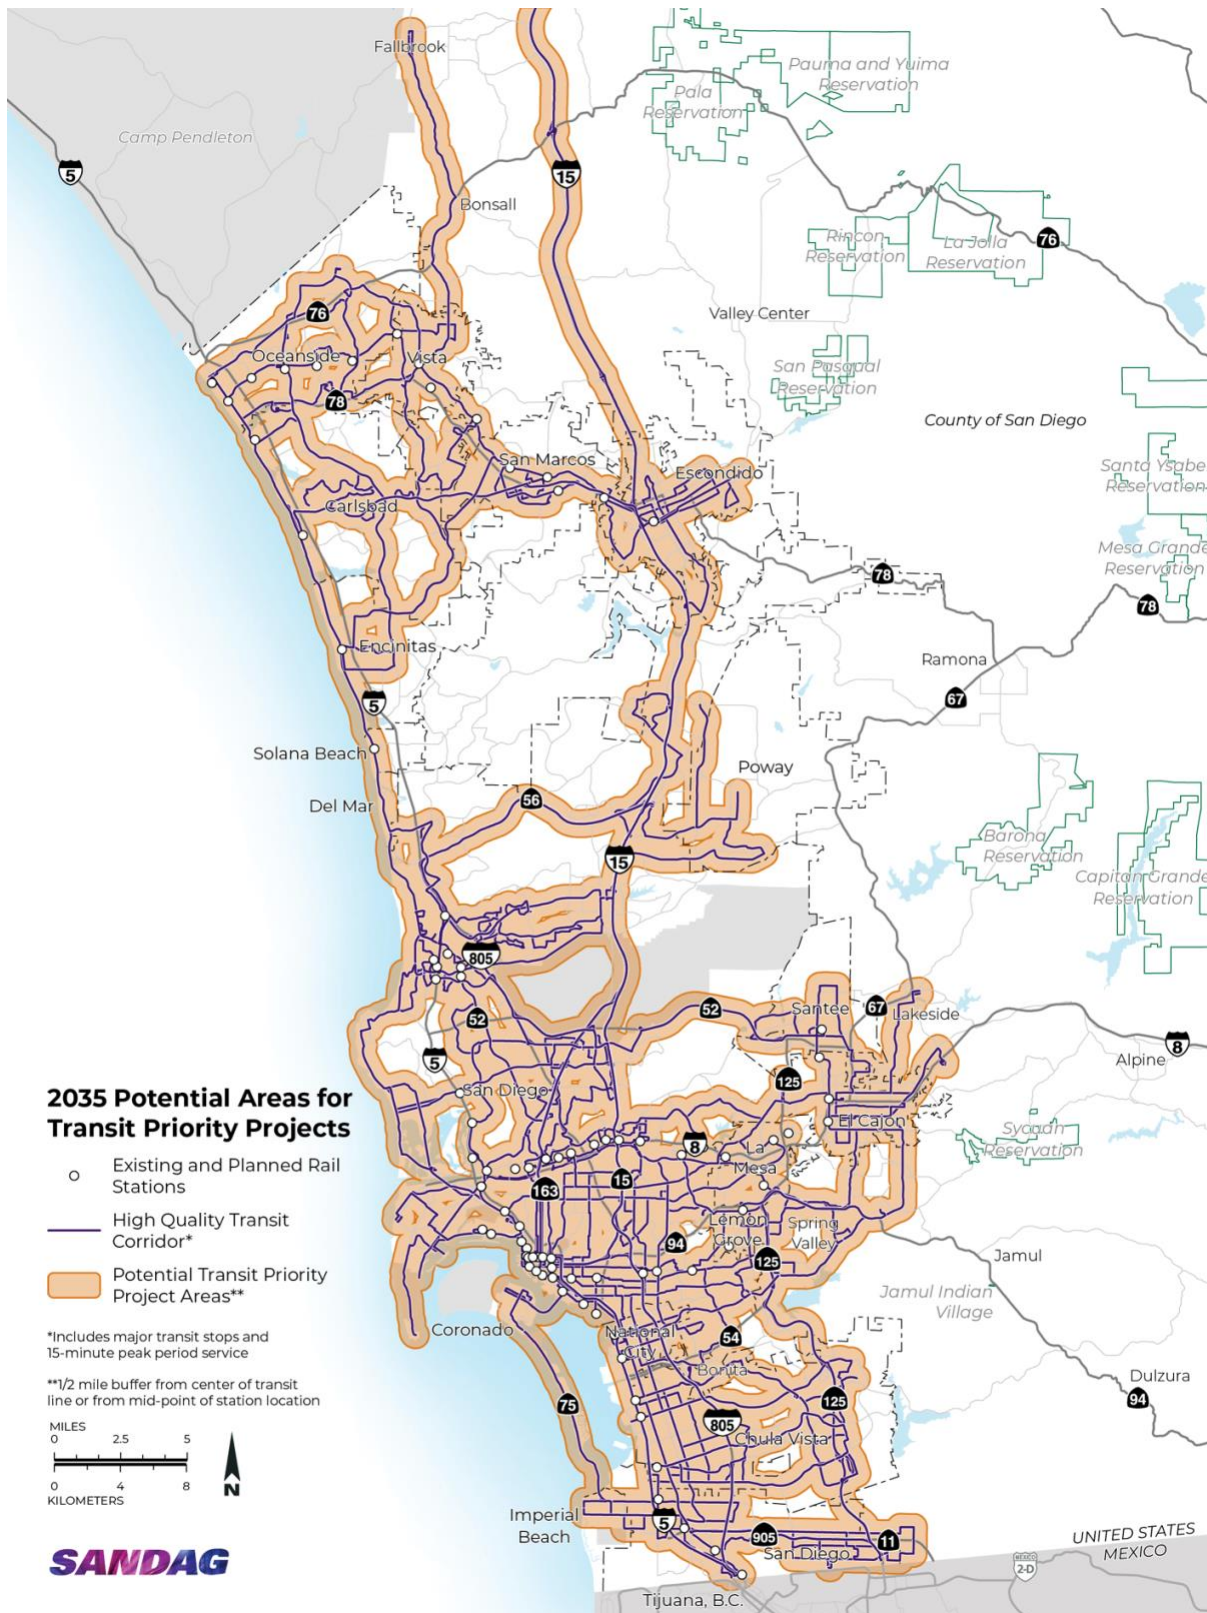 Fallbrook
Pauma and Yuima
Reservation
Pala
Reservation
Camp Pendleton
5
15
Bonsall
Rincon
Reservation
La Jolla
Reservation
76
76
Valley Center
Oceanside
Vista
San Pasqual
Reservation
78
County of San Diego
San Marcos
Escondido
Santa Ysabe
Reservation
Carlsbad
Mesa Grande
Reservation
78
78
Encinitas
Ramona
67
5
Solana Beach
Poway
Del Mar
56
15
Barona
Reservation
Capitan Grande
Reservation
805
52
52
Santee
67
Lakeside
5
8
Alpine
125
San Diego
El Cajon
8
La
Mesa
Sycuan
Reservation
163
15
Lemon
Grove
Spring
Valley
94
125
Jamul
Jamul Indian
Village
Coronado
National
City
54
Bonita
Dulzura
94
75
125
805
Chula Vista
Imperial
Beach
5
905
11
San Diego
UNITED STATES
MEXICO
MEXICO
2-D
Tijuana, B.C.
2035 Potential Areas for
Transit Priority Projects
Existing and Planned Rail
Stations
High Quality Transit
Corridor*
Potential Transit Priority
Project Areas**
*Includes major transit stops and
15-minute peak period service
**1/2 mile buffer from center of transit
line or from mid-point of station location
MILES
0 2.5 5
0 4 8
KILOMETERS
N
SANDAG